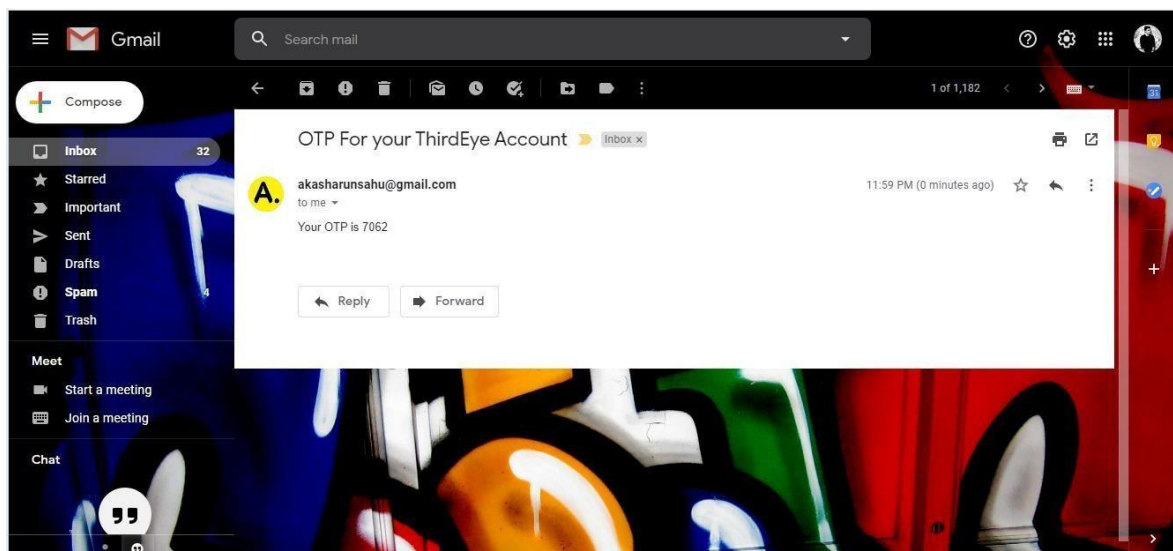 Gmail
Search mail
Compose
1 of 1,182
31
Inbox 32
Starred
Important
Sent
Drafts
Spam 4
Trash
Meet
Start a meeting
Join a meeting
Chat
OTP For your ThirdEye Account Inbox x
A.
akasharunsahu@gmail.com 11:59 PM (0 minutes ago)
to me
Your OTP is 7062
Reply Forward